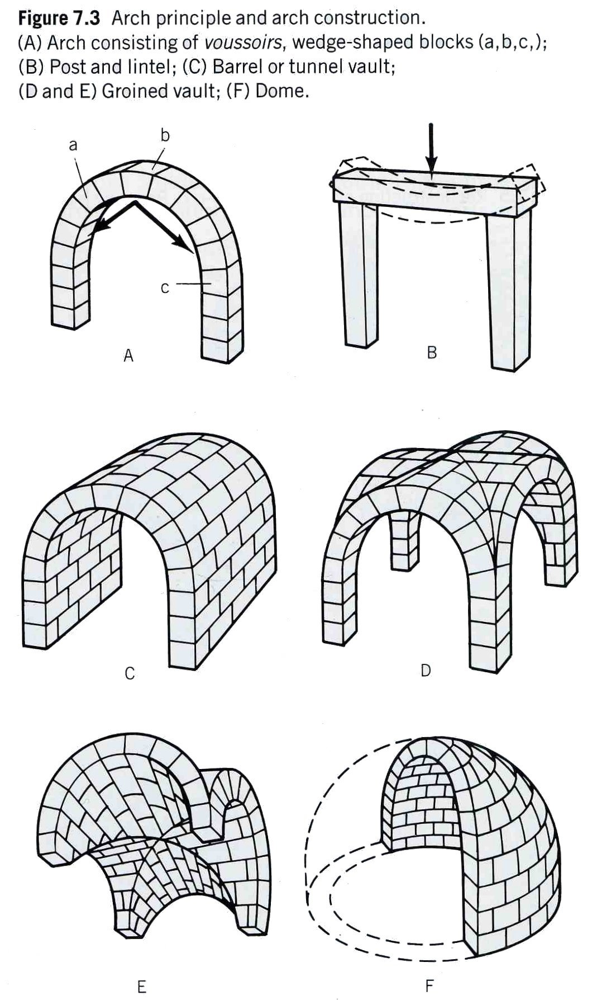 Figure 7.3 Arch principle and arch construction.
(A) Arch consisting of voussoirs, wedge-shaped blocks (a,b,c,);
(B) Post and lintel; (C) Barrel or tunnel vault;
(D and E) Groined vault; (F) Dome.
a
b
c
A
B
C
D
E
F